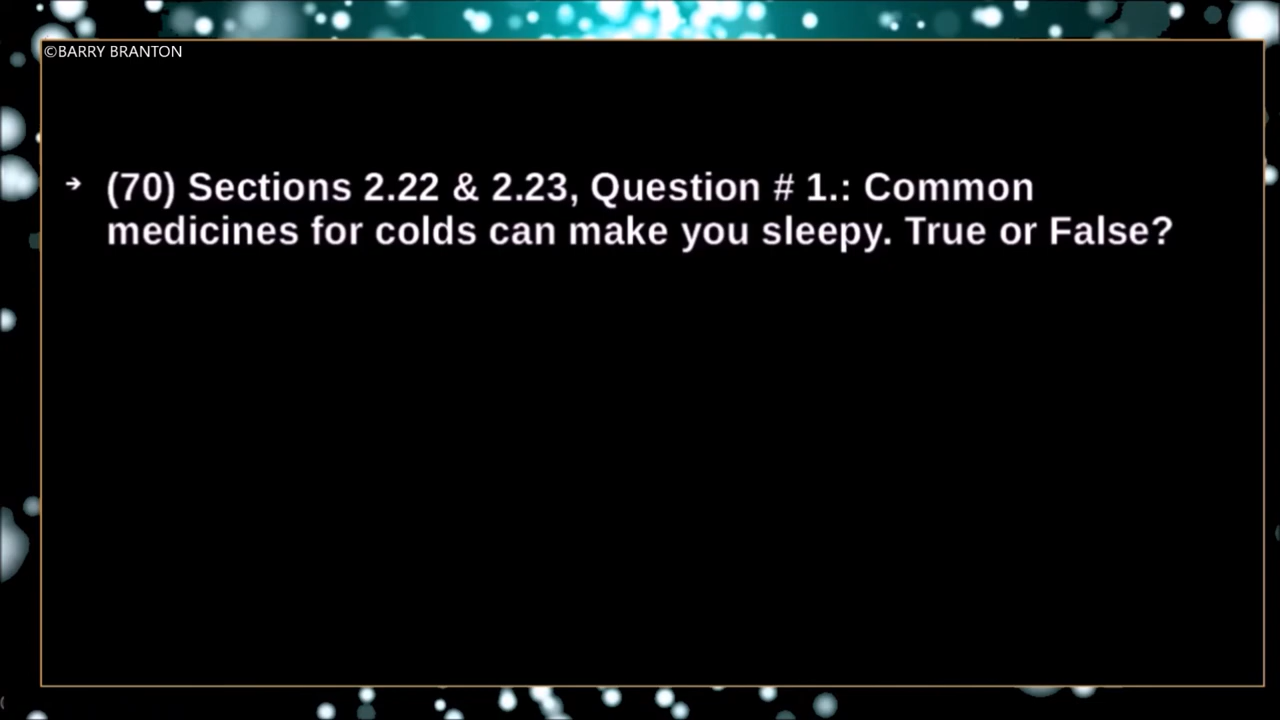 ©BARRY BRANTON
→ (70) Sections 2.22 & 2.23, Question # 1.: Common
medicines for colds can make you sleepy. True or False?